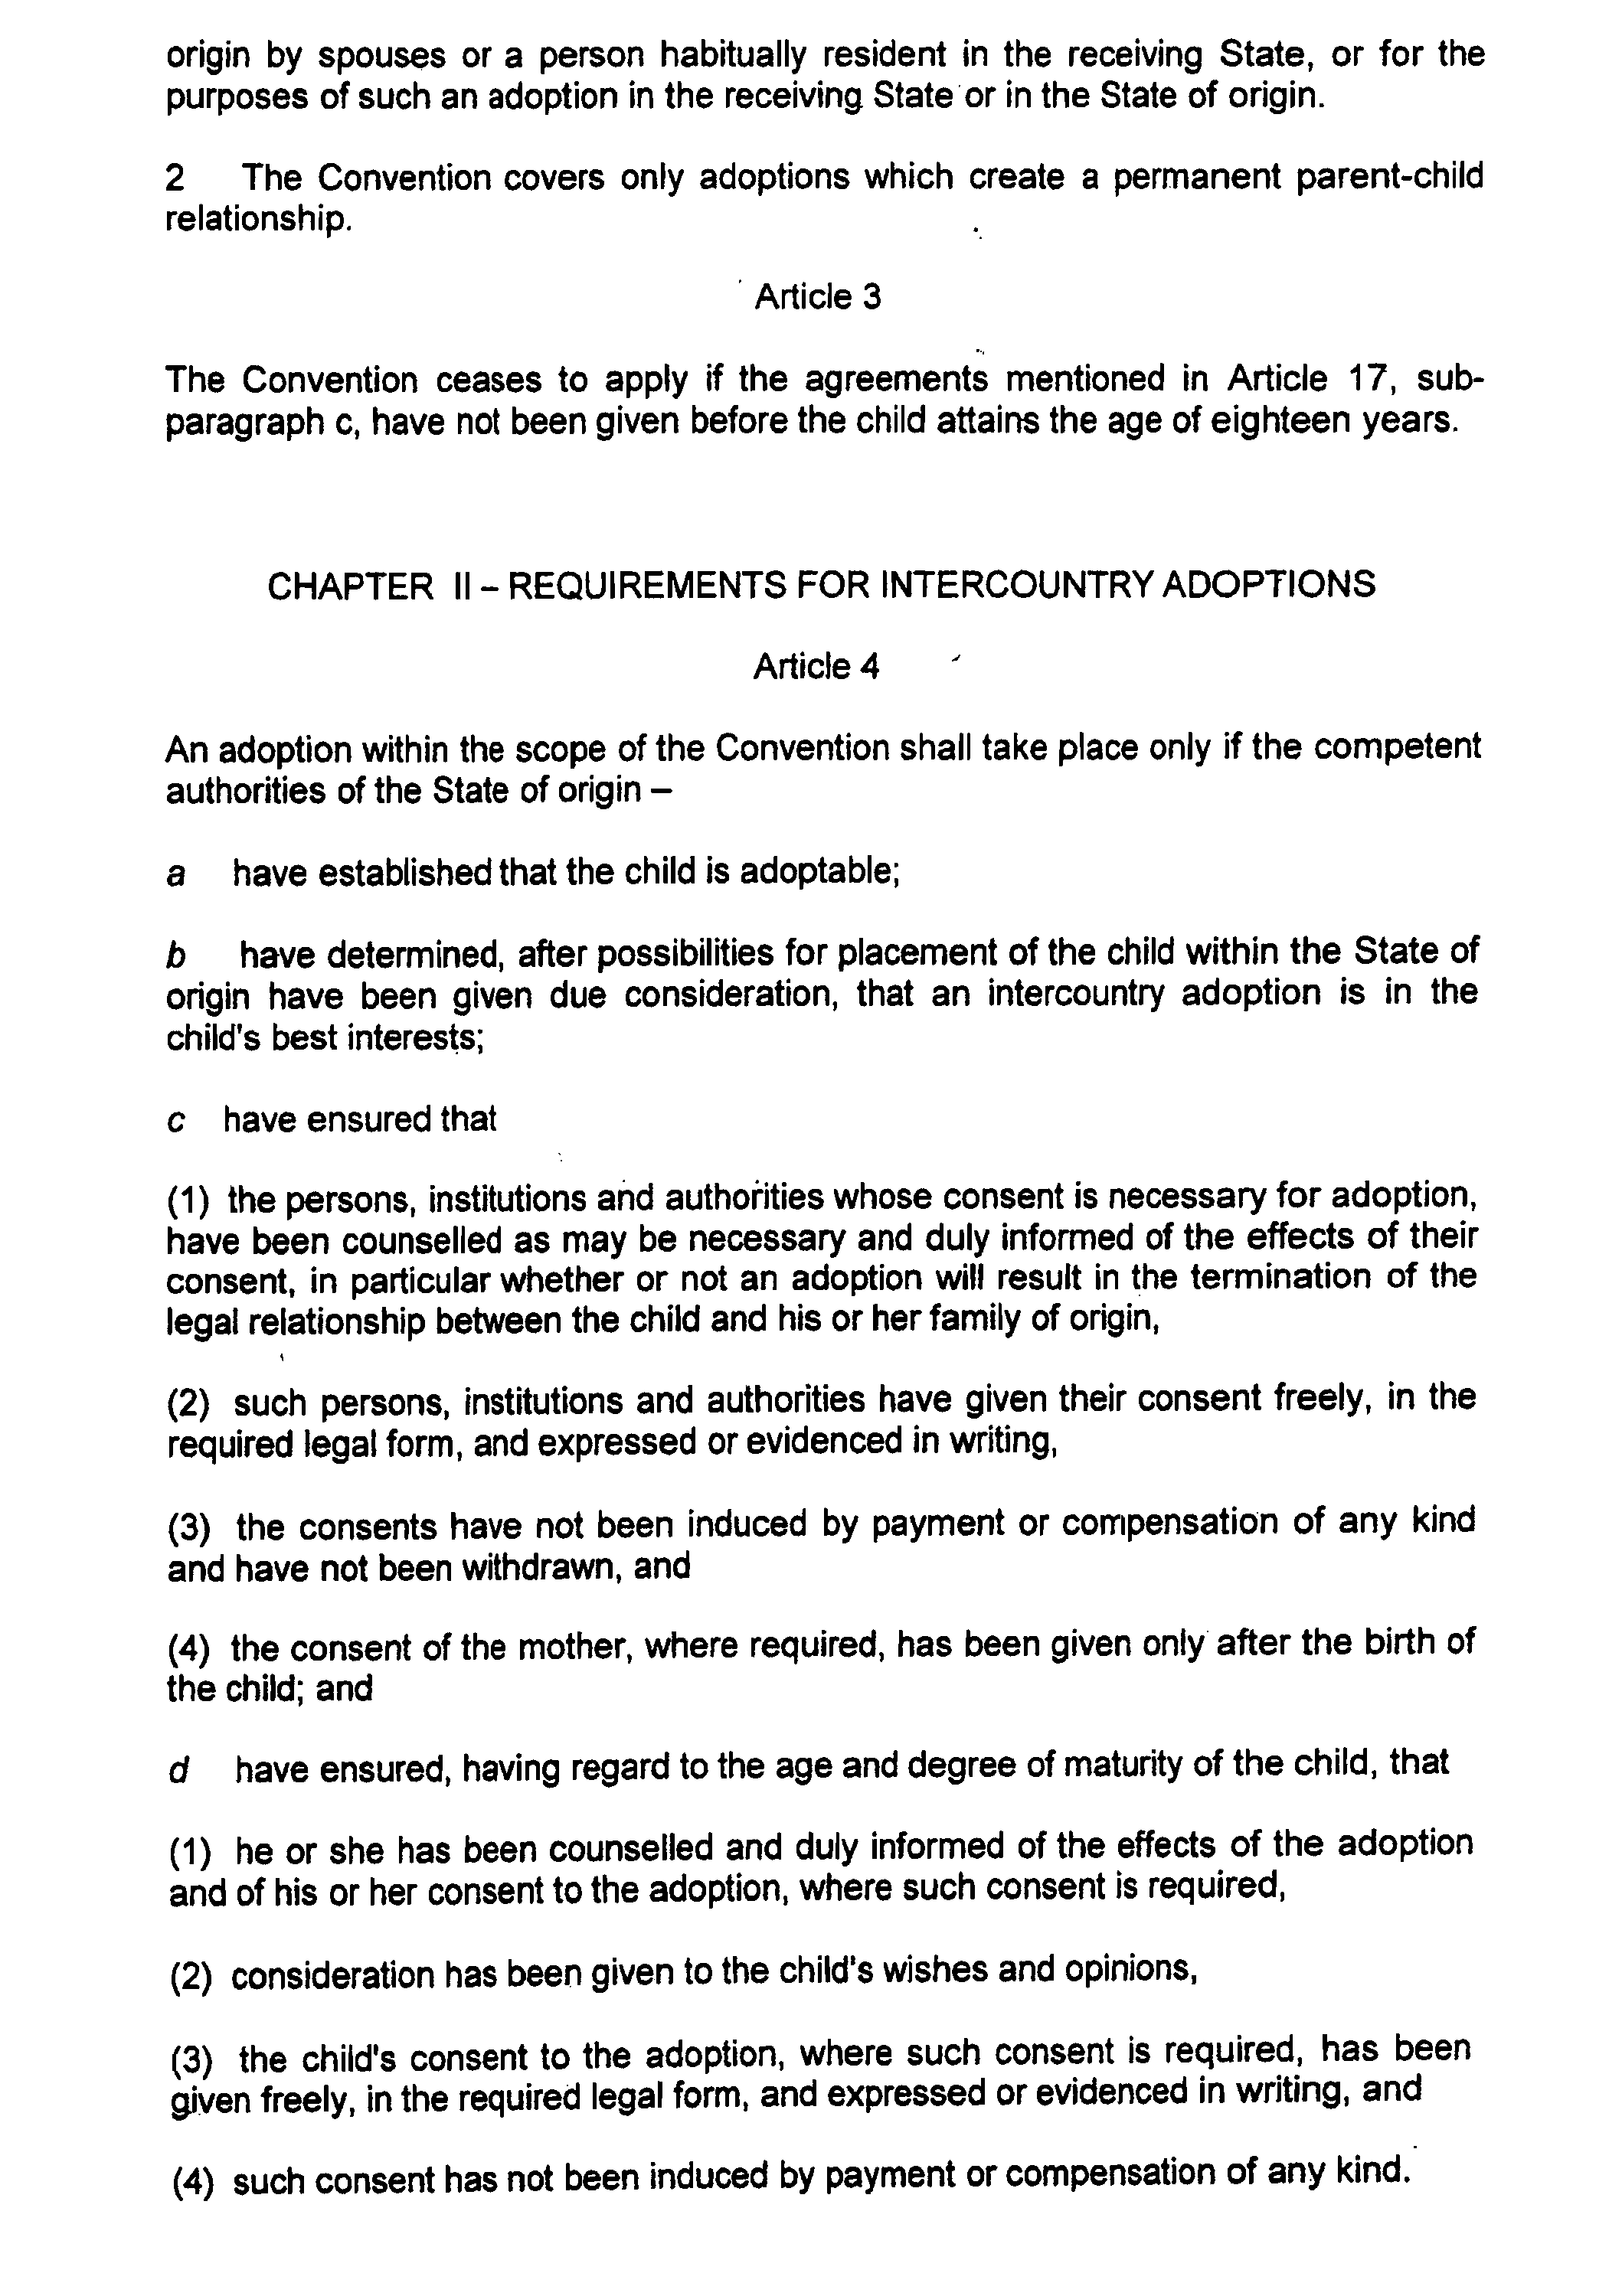 origin by spouses or a person habitually resident in the receiving State, or for the
purposes of such an adoption in the receiving State or in the State of origin.
2 The Convention covers only adoptions which create a permanent parent-child
relationship.
Article 3
The Convention ceases to apply if the agreements mentioned in Article 17, sub-
paragraph c, have not been given before the child attains the age of eighteen years.
CHAPTER II – REQUIREMENTS FOR INTERCOUNTRY ADOPTIONS
Article 4
An adoption within the scope of the Convention shall take place only if the competent
authorities of the State of origin –
a have established that the child is adoptable;
b have determined, after possibilities for placement of the child within the State of
origin have been given due consideration, that an intercountry adoption is in the
child's best interests;
c have ensured that
(1) the persons, institutions and authorities whose consent is necessary for adoption,
have been counselled as may be necessary and duly informed of the effects of their
consent, in particular whether or not an adoption will result in the termination of the
legal relationship between the child and his or her family of origin,
(2) such persons, institutions and authorities have given their consent freely, in the
required legal form, and expressed or evidenced in writing,
(3) the consents have not been induced by payment or compensation of any kind
and have not been withdrawn, and
(4) the consent of the mother, where required, has been given only after the birth of
the child; and
d have ensured, having regard to the age and degree of maturity of the child, that
(1) he or she has been counselled and duly informed of the effects of the adoption
and of his or her consent to the adoption, where such consent is required,
(2) consideration has been given to the child's wishes and opinions,
(3) the child's consent to the adoption, where such consent is required, has been
given freely, in the required legal form, and expressed or evidenced in writing, and
(4) such consent has not been induced by payment or compensation of any kind.